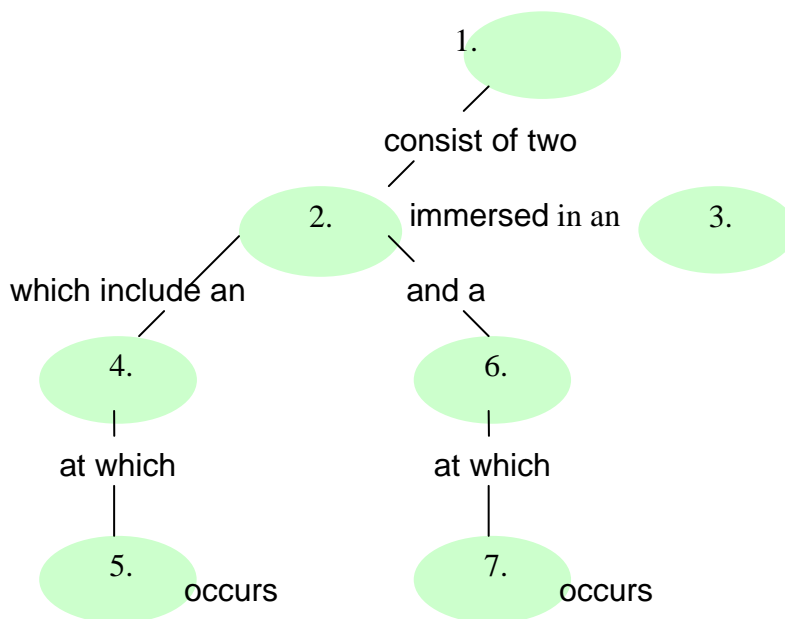 1.
consist of two
2. immersed in an 3.
which include an and a
4. 6.
at which at which
5. occurs 7. occurs